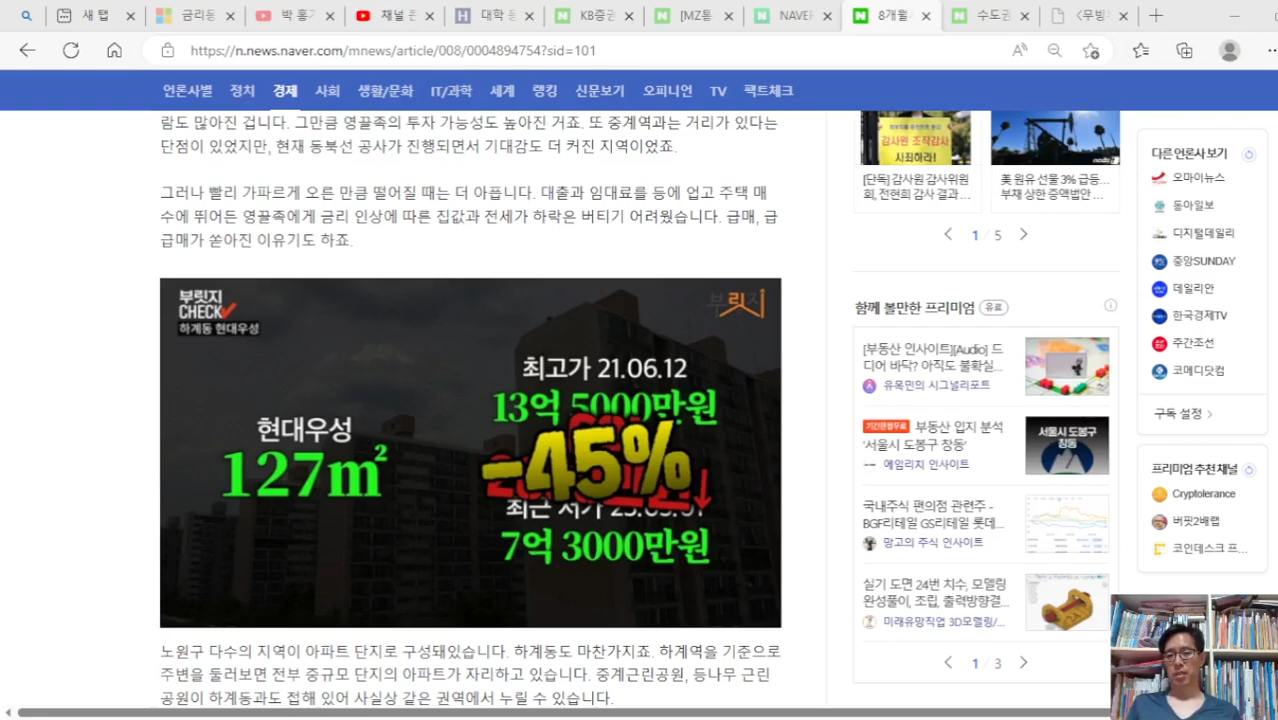 새 탭
금리동
박 홍기
채널 콘
대학 등
KB증권
[MZ톡
NAVER
8개월
수도권
<무빙
https://n.news.naver.com/mnews/article/008/0004894754?sid=101
언론사별 정치 경제 사회 생활/문화 IT/과학 세계 랭킹 신문보기 오피니언 TV 팩트체크
람도 많아진 겁니다. 그만큼 영끌족의 투자 가능성도 높아진 거죠. 또 중계역과는 거리가 있다는
단점이 있었지만, 현재 동북선 공사가 진행되면서 기대감도 더 커진 지역이었죠.
그러나 빨리 가파르게 오른 만큼 떨어질 때는 더 아픕니다. 대출과 임대료를 등에 업고 주택 매
수에 뛰어든 영끌족에게 금리 인상에 따른 집값과 전세가 하락은 버티기 어려웠습니다. 급매, 급
급매가 쏟아진 이유기도 하죠.
부릿지
CHECK
하계동 현대우성
부릿지
현대우성
127m²
최고가 21.06.12
13억 5000만원
-45%
7억 3000만원
노원구 다수의 지역이 아파트 단지로 구성돼있습니다. 하계동도 마찬가지죠. 하계역을 기준으로
주변을 둘러보면 전부 중규모 단지의 아파트가 자리하고 있습니다. 중계근린공원, 등나무 근린
공원이 하계동과도 접해 있어 사실상 같은 권역에서 누릴 수 있습니다.
감사원 조작감사
사죄하라!
[단독] 감사원 감사위원
회, 전현희 감사 결과 …
美 원유 선물 3% 급등…
부채 상한 증액법안 …
1 / 5
함께 볼만한 프리미엄 유료
[부동산 인사이트][Audio] 드
디어 바닥? 아직도 불확실...
유목민의 시그널리포트
기간한정무료 부동산 입지 분석
'서울시 도봉구 창동'
에임리치 인사이트
서울시 도봉구
창동
국내주식 편의점 관련주 -
BGF리테일 GS리테일 롯데...
망고의 주식 인사이트
실기 도면 24번 치수, 모델링
완성풀이, 조립, 출력방향결...
미래유망직업 3D모델링/...
1 / 3
다른 언론사 보기
오마이뉴스
동아일보
디지털데일리
중앙SUNDAY
데일리안
한국경제TV
주간조선
코메디닷컴
구독 설정
프리미엄 추천 채널
Cryptolerance
버핏2배랩
코인데스크 프...